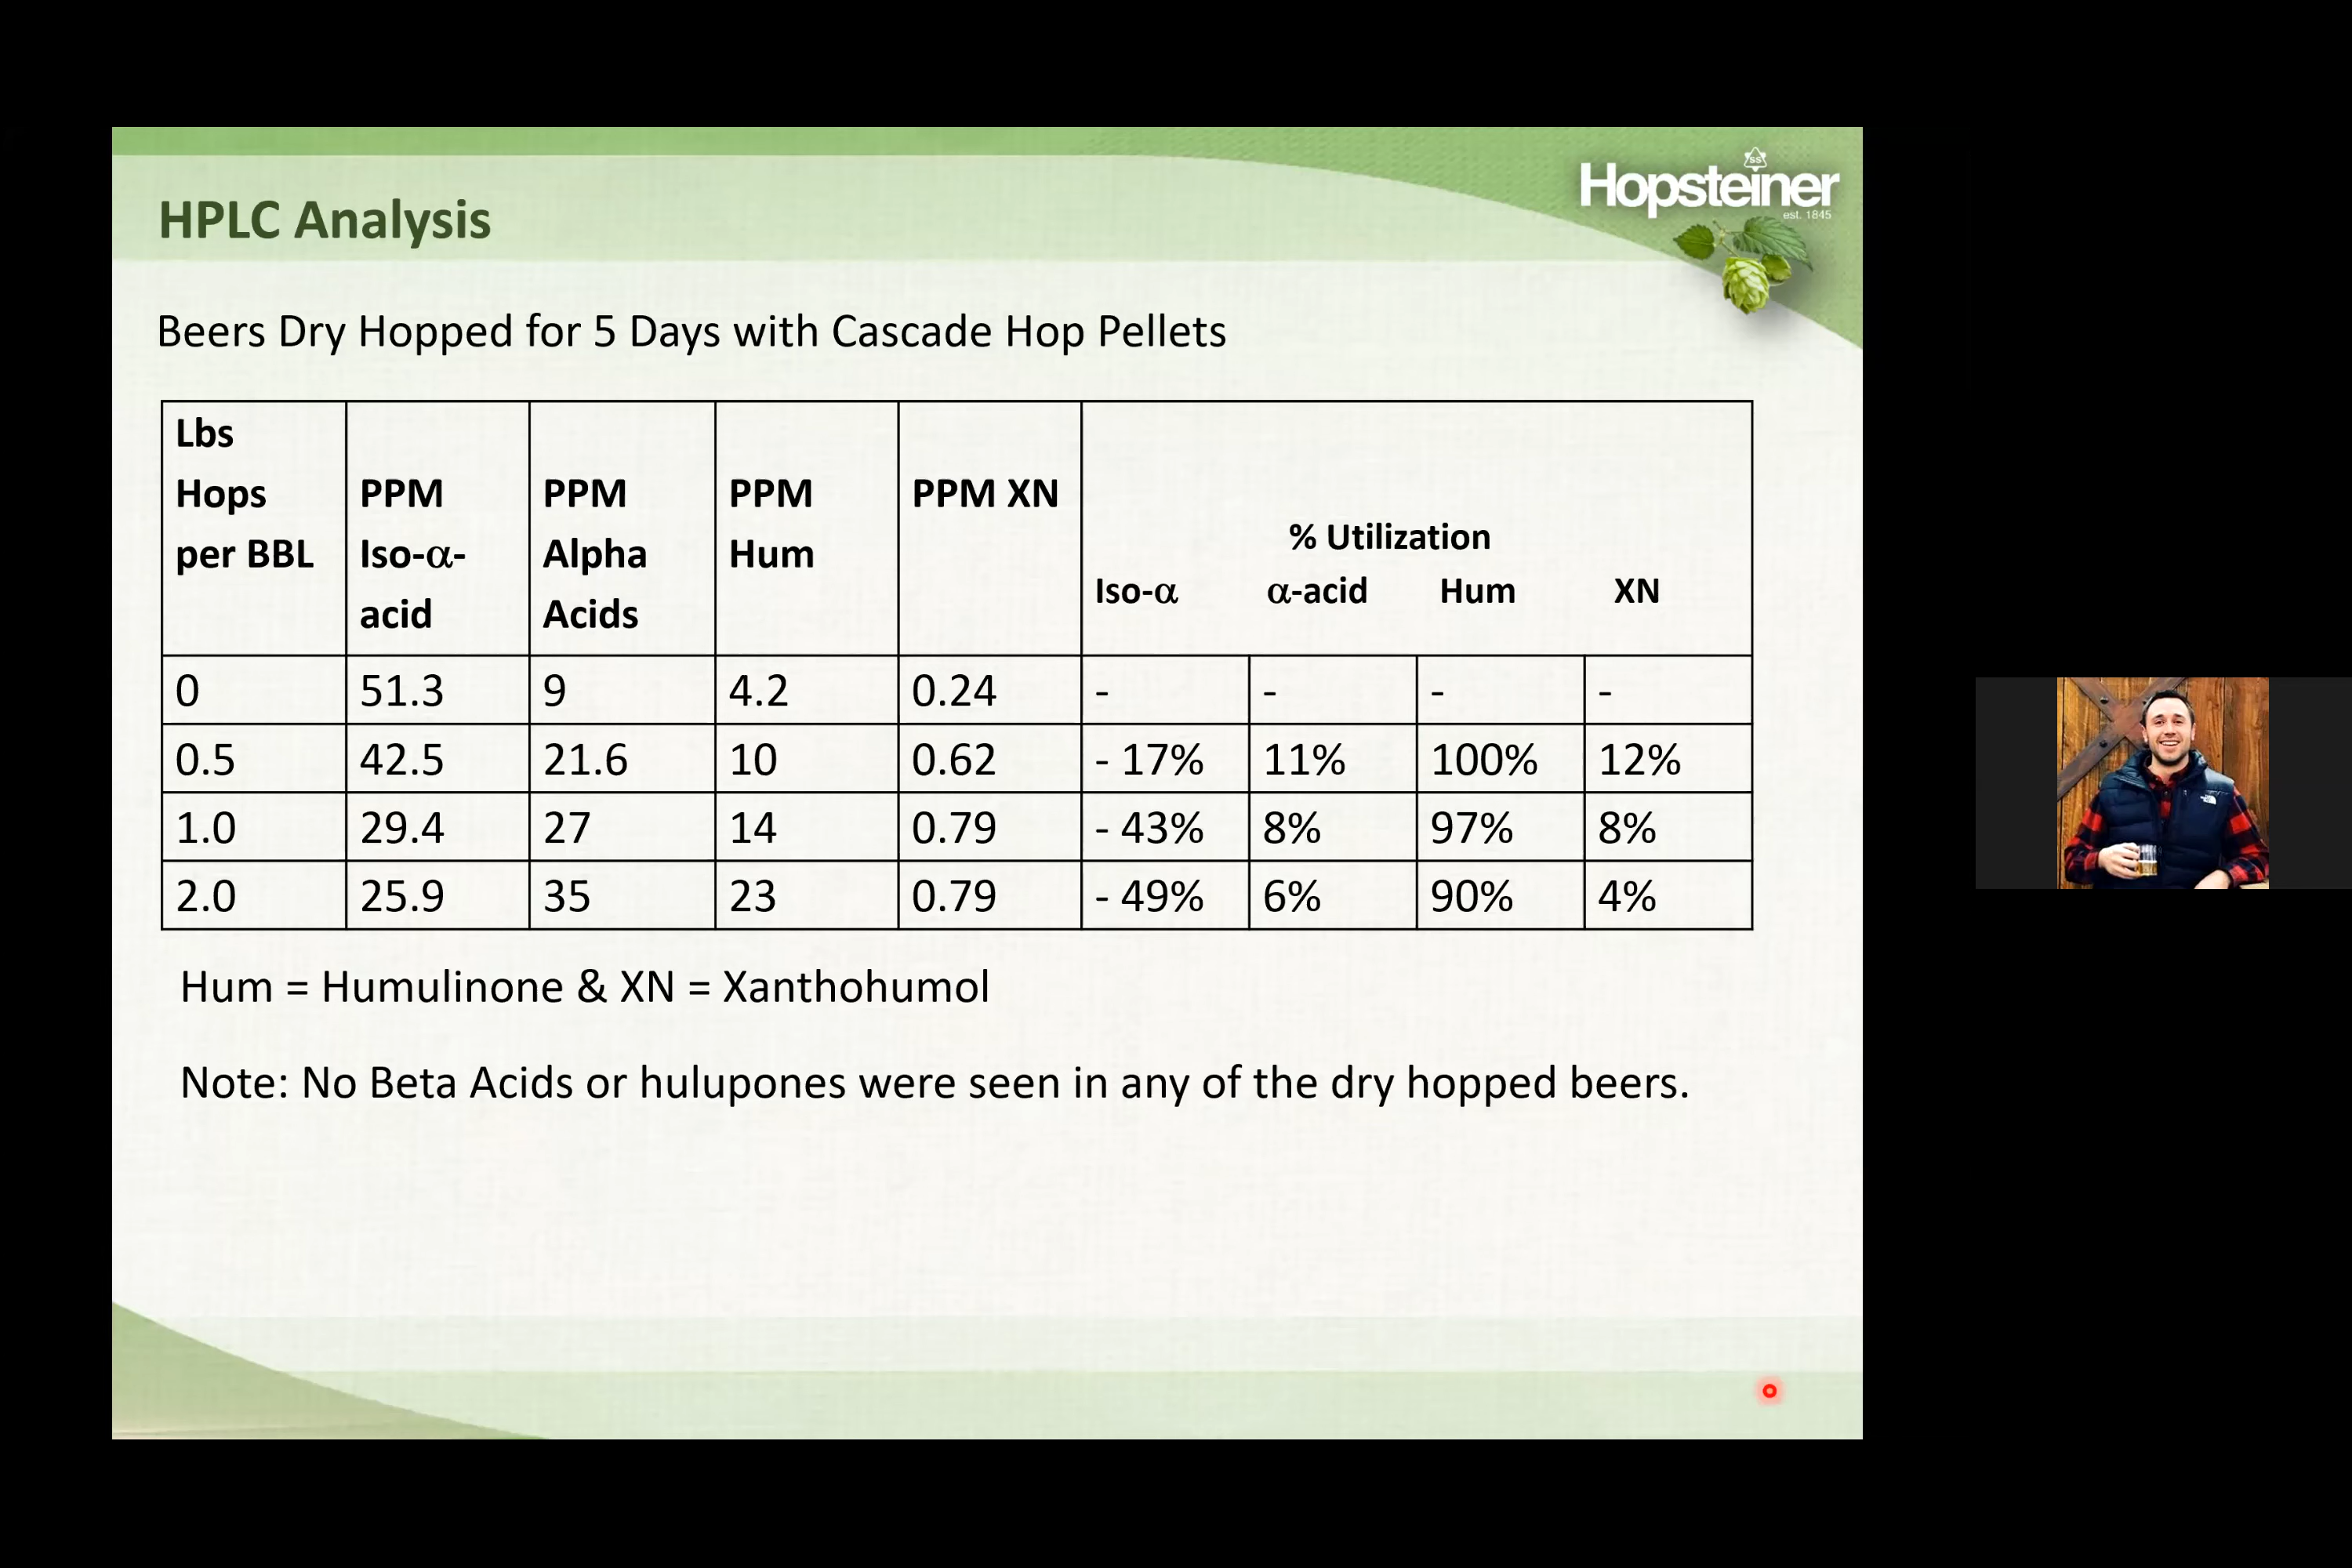 SS
Hopsteiner
est. 1845
HPLC Analysis
Beers Dry Hopped for 5 Days with Cascade Hop Pellets
Lbs Hops per BBL | PPM Iso-α-acid | PPM Alpha Acids | PPM Hum | PPM XN | % Utilization
Iso-α | α-acid | Hum | XN
0 | 51.3 | 9 | 4.2 | 0.24 | - | - | - | -
0.5 | 42.5 | 21.6 | 10 | 0.62 | - 17% | 11% | 100% | 12%
1.0 | 29.4 | 27 | 14 | 0.79 | - 43% | 8% | 97% | 8%
2.0 | 25.9 | 35 | 23 | 0.79 | - 49% | 6% | 90% | 4%
Hum = Humulinone & XN = Xanthohumol
Note: No Beta Acids or hulupones were seen in any of the dry hopped beers.